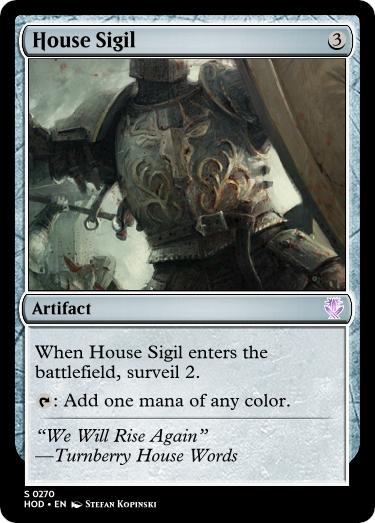 House Sigil 3
Artifact
When House Sigil enters the
battlefield, surveil 2.
: Add one mana of any color.
“We Will Rise Again”
—Turnberry House Words
S 0270
HOD • EN Stefan Kopinski